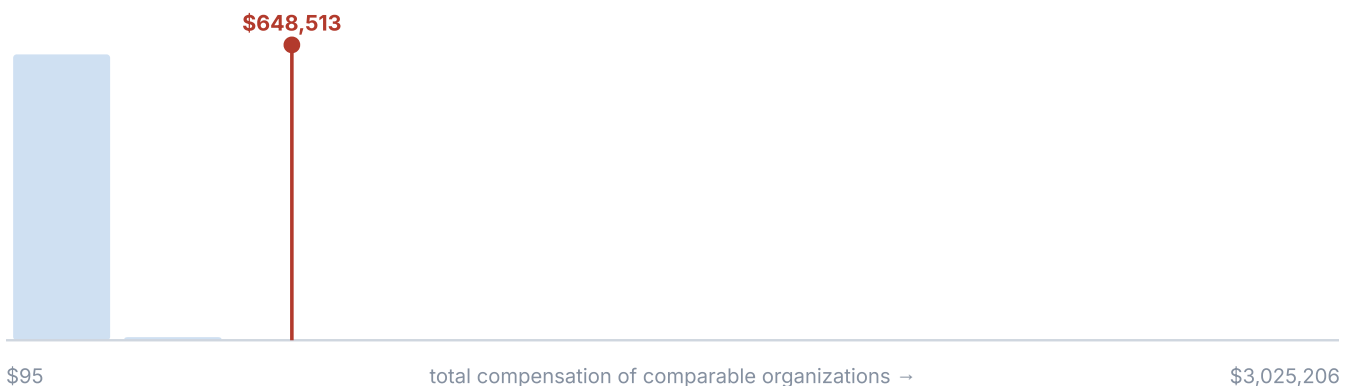 $648,513
$95 total compensation of comparable organizations → $3,025,206